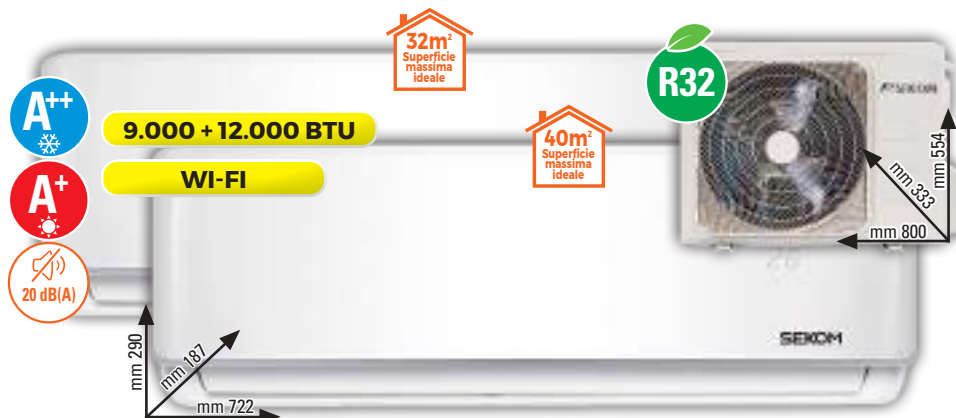 32m²
Superficie
massima
ideale
R32
SEKOM
A++
9.000 + 12.000 BTU
40m²
Superficie
massima
ideale
WI-FI
A+
20 dB(A)
mm 554
mm 333
mm 800
SEKOM
mm 290
mm 187
mm 722